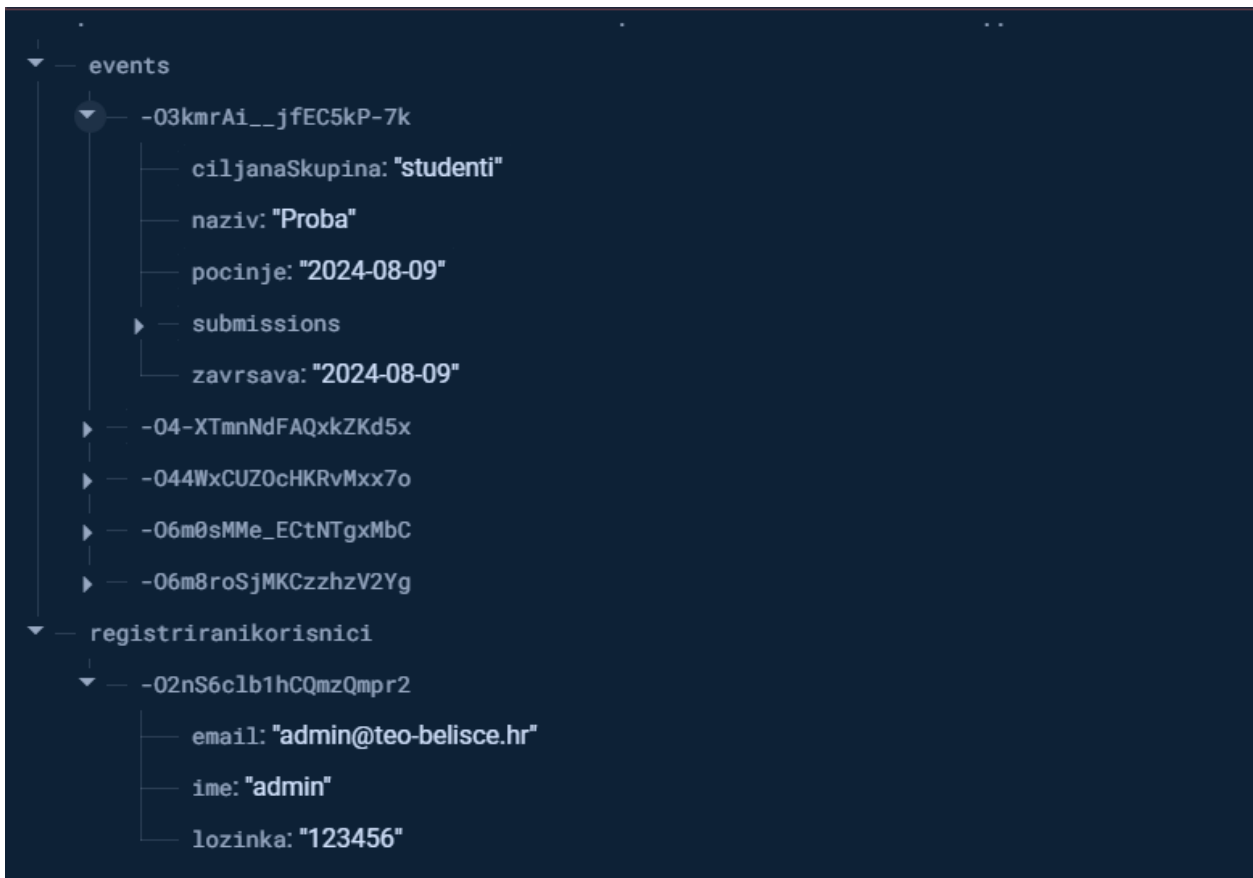 events
-O3kmrAi__jfEC5kP-7k
ciljanaSkupina: "studenti"
naziv: "Proba"
pocinje: "2024-08-09"
submissions
zavrsava: "2024-08-09"
-O4-XTmnNdFAQxkZKd5x
-O44WxCUZOcHKRvMxx7o
-O6m0sMMe_ECtNTgxMbC
-O6m8roSjMKCzzhzV2Yg
registriranikorisnici
-O2nS6clb1hCQmzQmpr2
email: "admin@teo-belisce.hr"
ime: "admin"
lozinka: "123456"